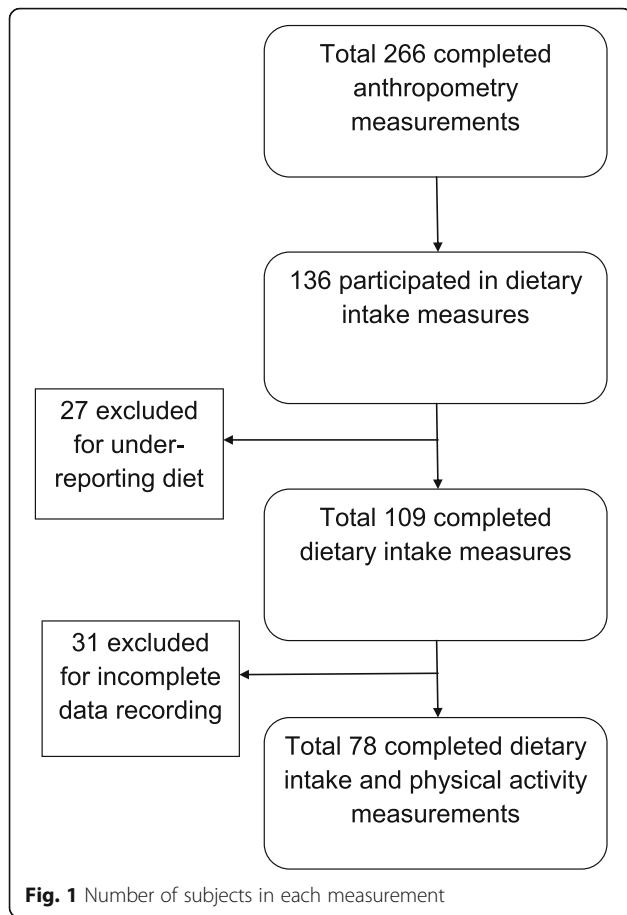 Total 266 completed
anthropometry
measurements
136 participated in dietary
intake measures
27 excluded
for under-
reporting diet
Total 109 completed
dietary intake measures
31 excluded
for incomplete
data recording
Total 78 completed dietary
intake and physical activity
measurements
Fig. 1 Number of subjects in each measurement